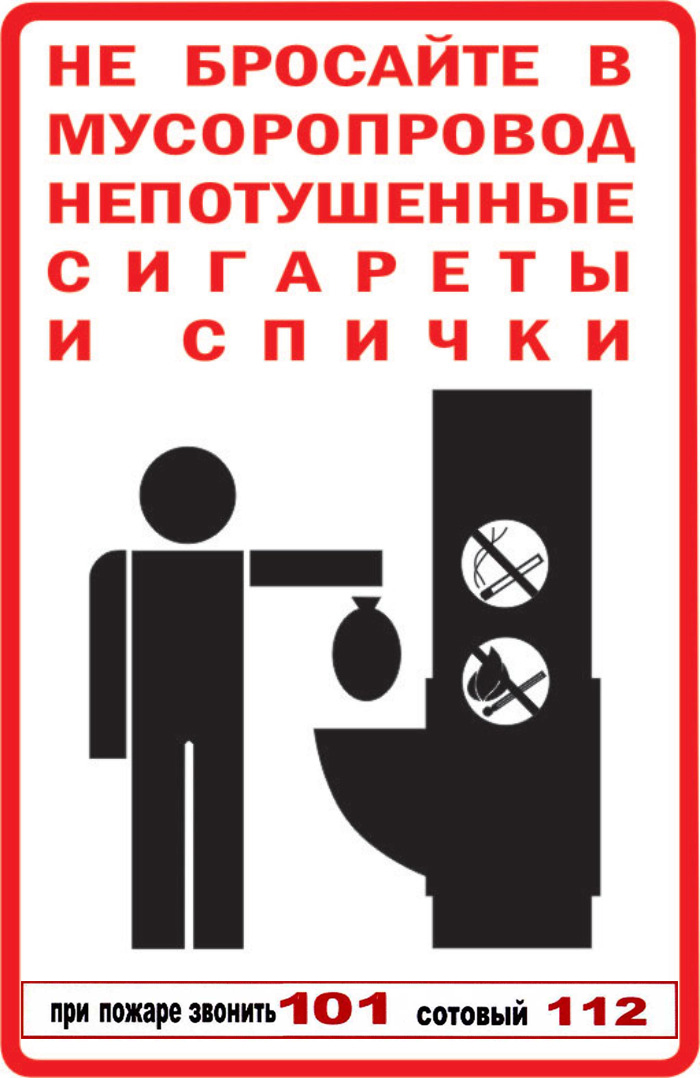 НЕ БРОСАЙТЕ В
МУСОРОПРОВОД
НЕПОТУШЕННЫЕ
СИГАРЕТЫ
И СПИЧКИ
при пожаре звонить 101 сотовый 112